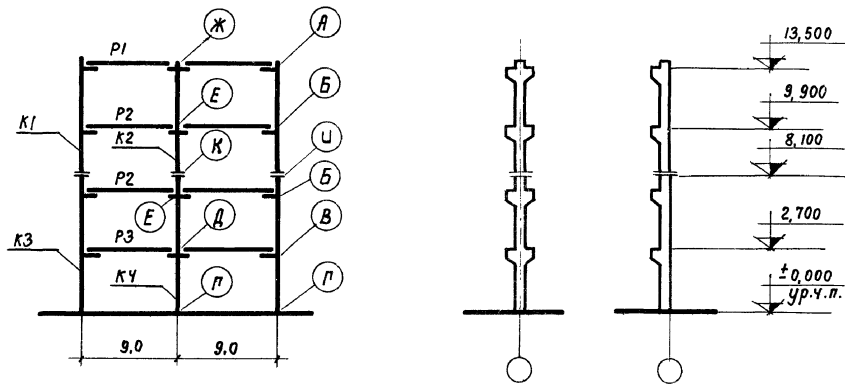 Ж А
Р1 13,500
Е Б
Р2 9,900
К1 К2 К И
8,100
Р2 Б
Е
Д В
Р3 2,700
К3
К4 Г Г
±0,000
ур.ч.п.
9,0 9,0